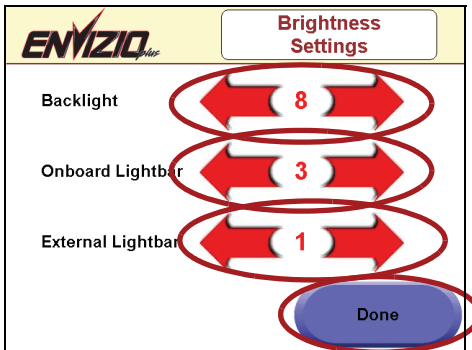 ENVIZIO plus
Brightness
Settings
Backlight
8
Onboard Lightbar
3
External Lightbar
1
Done